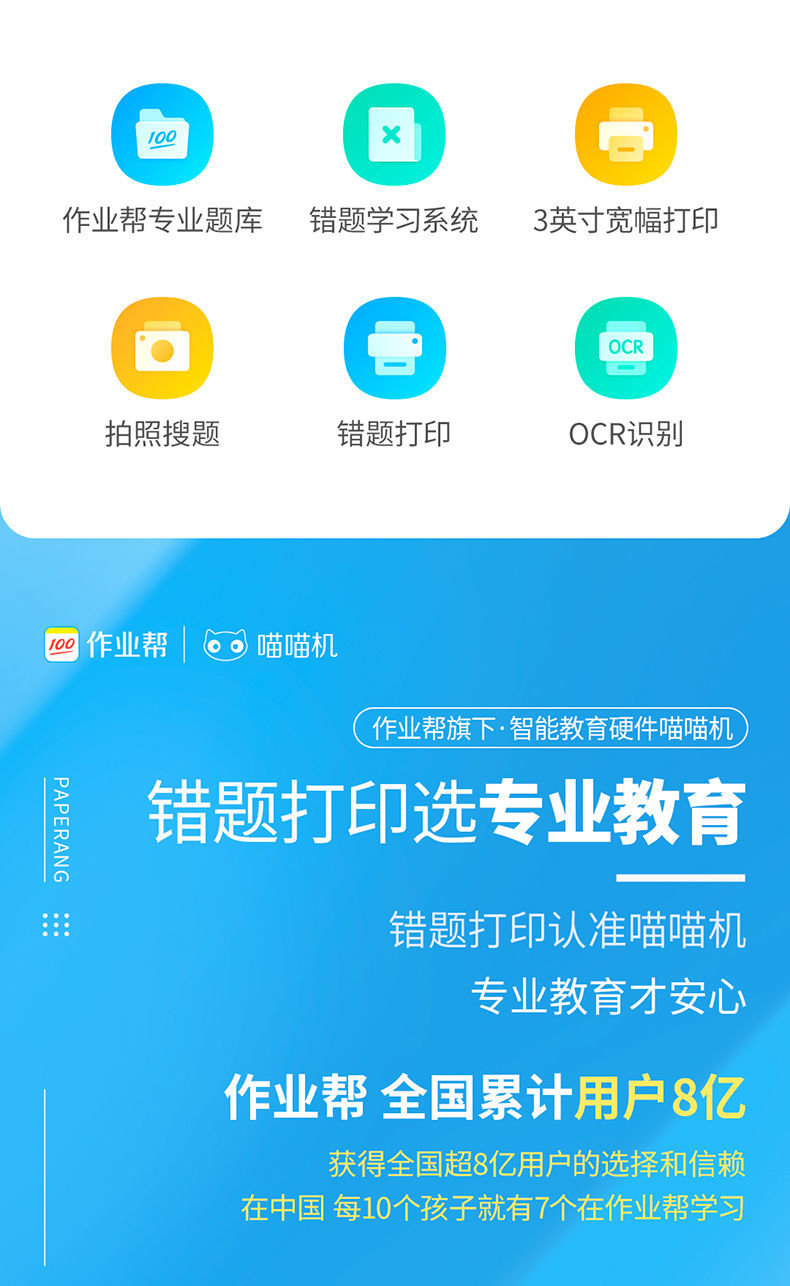 100
作业帮专业题库
错题学习系统
3英寸宽幅打印
拍照搜题
错题打印
OCR
OCR识别
100 作业帮 喵喵机
作业帮旗下·智能教育硬件喵喵机
PAPERANG
错题打印选专业教育
错题打印认准喵喵机
专业教育才安心
作业帮 全国累计用户8亿
获得全国超8亿用户的选择和信赖
在中国 每10个孩子就有7个在作业帮学习